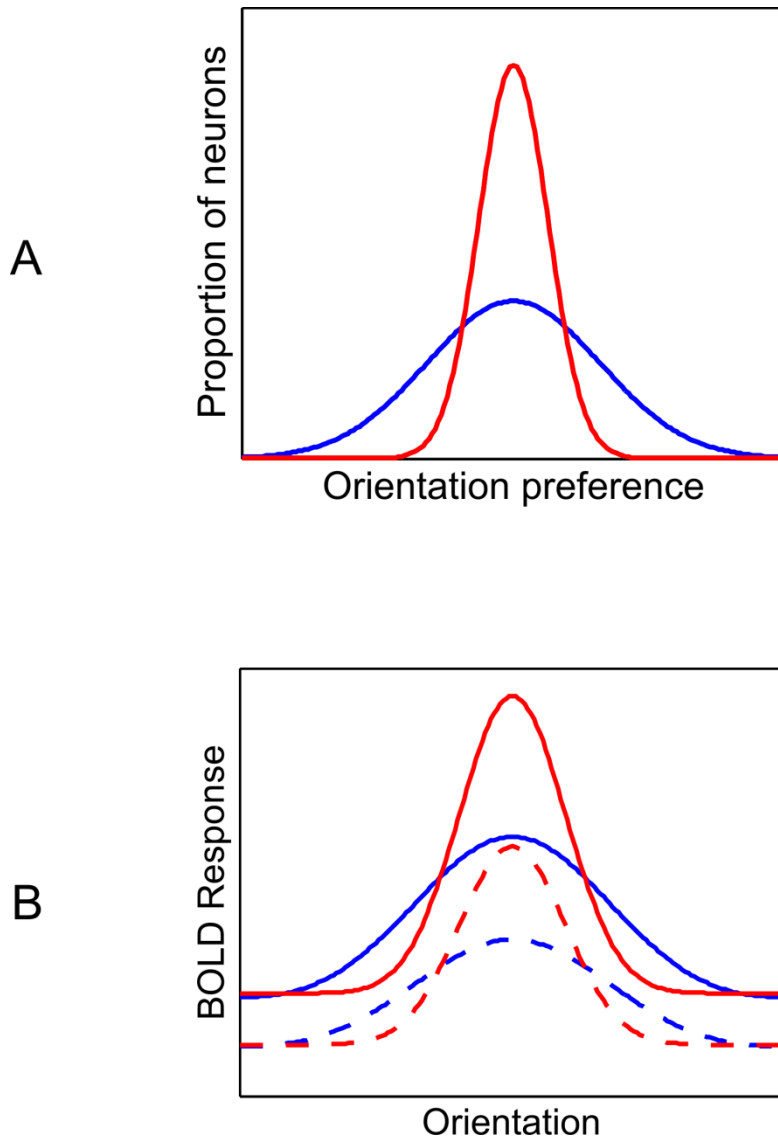 A
Proportion of neurons
Orientation preference
B
BOLD Response
Orientation